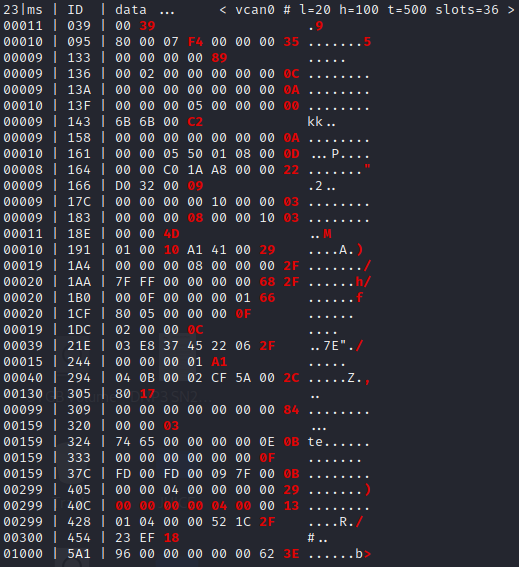 23|ms | ID | data ... < vcan0 # l=20 h=100 t=500 slots=36 >
00011 | 039 | 00 39 .9
00010 | 095 | 80 00 07 F4 00 00 00 35 .......5
00009 | 133 | 00 00 00 00 89 .....
00009 | 136 | 00 02 00 00 00 00 00 0C ........
00009 | 13A | 00 00 00 00 00 00 00 0A ........
00010 | 13F | 00 00 00 05 00 00 00 00 ........
00009 | 143 | 6B 6B 00 C2 kk..
00009 | 158 | 00 00 00 00 00 00 00 0A ........
00010 | 161 | 00 00 05 50 01 08 00 0D ...P....
00008 | 164 | 00 00 C0 1A A8 00 00 22 ......."
00009 | 166 | D0 32 00 09 .2..
00009 | 17C | 00 00 00 00 10 00 00 03 ........
00009 | 183 | 00 00 00 08 00 00 10 03 ........
00011 | 18E | 00 00 4D ..M
00010 | 191 | 01 00 10 A1 41 00 29 ....A.)
00019 | 1A4 | 00 00 00 08 00 00 00 2F ......./
00020 | 1AA | 7F FF 00 00 00 00 68 2F ......h/
00020 | 1B0 | 00 0F 00 00 00 01 66 ......f
00020 | 1CF | 80 05 00 00 00 0F ......
00019 | 1DC | 02 00 00 0C ....
00039 | 21E | 03 E8 37 45 22 06 2F ..7E"./
00015 | 244 | 00 00 00 01 A1 .....
00040 | 294 | 04 0B 00 02 CF 5A 00 2C .....Z.,
00130 | 305 | 80 17 ..
00099 | 309 | 00 00 00 00 00 00 00 84 ........
00159 | 320 | 00 00 03 ...
00159 | 324 | 74 65 00 00 00 00 0E 0B te......
00159 | 333 | 00 00 00 00 00 00 0F .......
00159 | 37C | FD 00 FD 00 09 7F 00 0B ........
00299 | 405 | 00 00 04 00 00 00 00 29 .......)
00299 | 40C | 00 00 00 00 04 00 00 13 ........
00299 | 428 | 01 04 00 00 52 1C 2F ....R./
00300 | 454 | 23 EF 18 #..
01000 | 5A1 | 96 00 00 00 00 00 62 3E ......b>